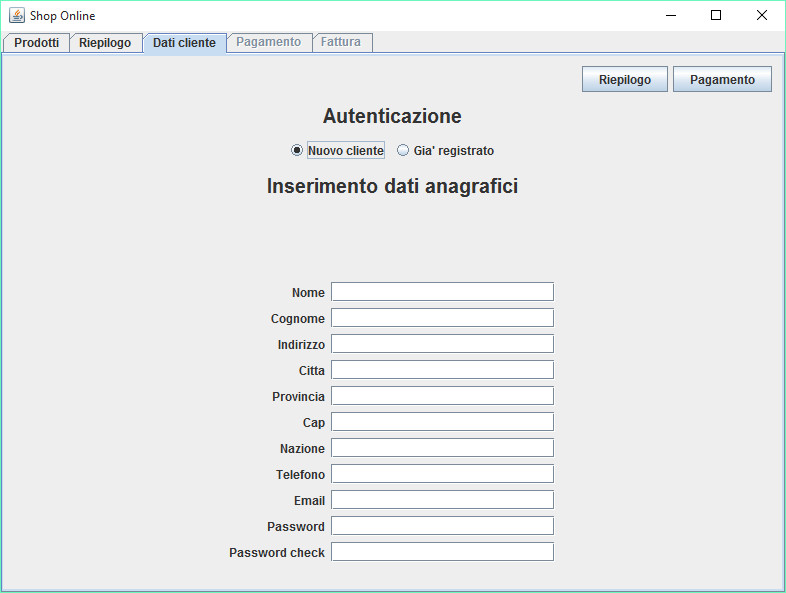 Shop Online
Prodotti Riepilogo Dati cliente Pagamento Fattura
Riepilogo Pagamento
Autenticazione
Nuovo cliente Gia' registrato
Inserimento dati anagrafici
Nome
Cognome
Indirizzo
Citta
Provincia
Cap
Nazione
Telefono
Email
Password
Password check